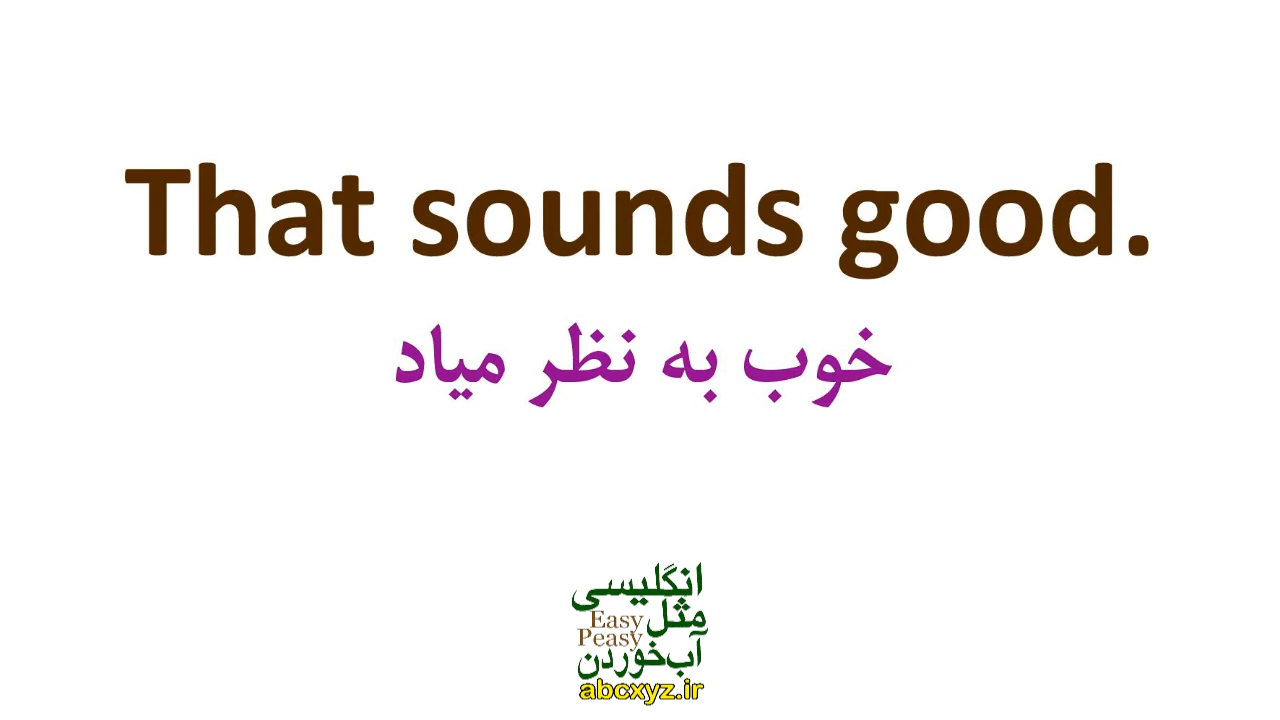 That sounds good.
خوب به نظر میاد
انگلیسی
مثل
Easy
Peasy
آب‌خوردن
abcxyz.ir